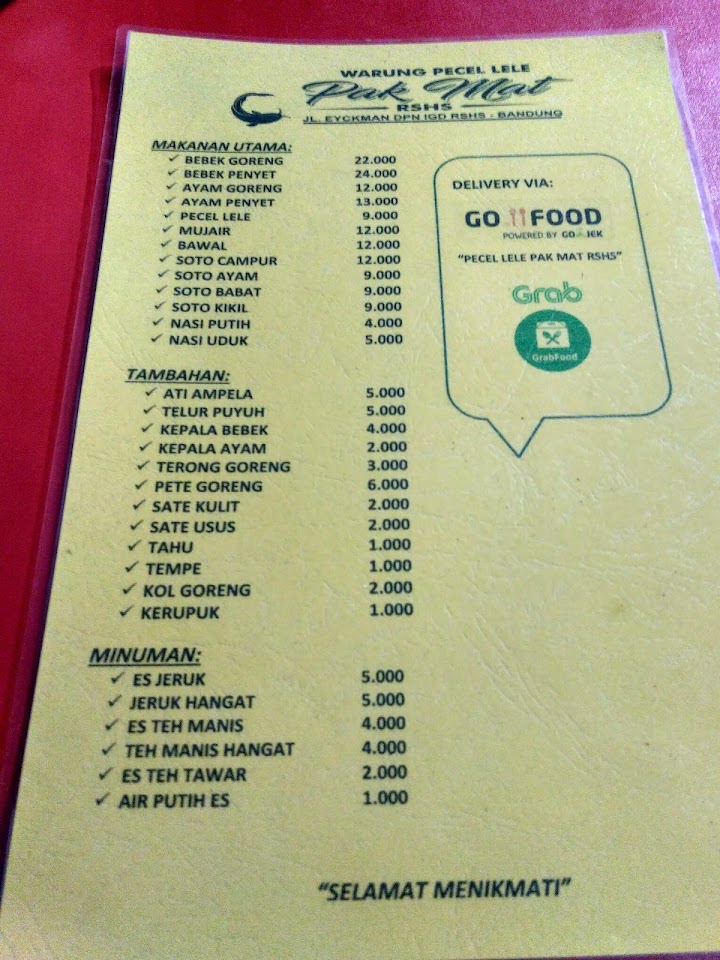 WARUNG PECEL LELE
Pak Mat
RSHS
JL. EYCKMAN DPN IGD RSHS - BANDUNG
MAKANAN UTAMA:
✓ BEBEK GORENG 22.000
✓ BEBEK PENYET 24.000
✓ AYAM GORENG 12.000
✓ AYAM PENYET 13.000
✓ PECEL LELE 9.000
✓ MUJAIR 12.000
✓ BAWAL 12.000
✓ SOTO CAMPUR 12.000
✓ SOTO AYAM 9.000
✓ SOTO BABAT 9.000
✓ SOTO KIKIL 9.000
✓ NASI PUTIH 4.000
✓ NASI UDUK 5.000
TAMBAHAN:
✓ ATI AMPELA 5.000
✓ TELUR PUYUH 5.000
✓ KEPALA BEBEK 4.000
✓ KEPALA AYAM 2.000
✓ TERONG GORENG 3.000
✓ PETE GORENG 6.000
✓ SATE KULIT 2.000
✓ SATE USUS 2.000
✓ TAHU 1.000
✓ TEMPE 1.000
✓ KOL GORENG 2.000
✓ KERUPUK 1.000
MINUMAN:
✓ ES JERUK 5.000
✓ JERUK HANGAT 5.000
✓ ES TEH MANIS 4.000
✓ TEH MANIS HANGAT 4.000
✓ ES TEH TAWAR 2.000
✓ AIR PUTIH ES 1.000
DELIVERY VIA:
GO FOOD
POWERED BY GO JEK
"PECEL LELE PAK MAT RSHS"
Grab
GrabFood
"SELAMAT MENIKMATI"